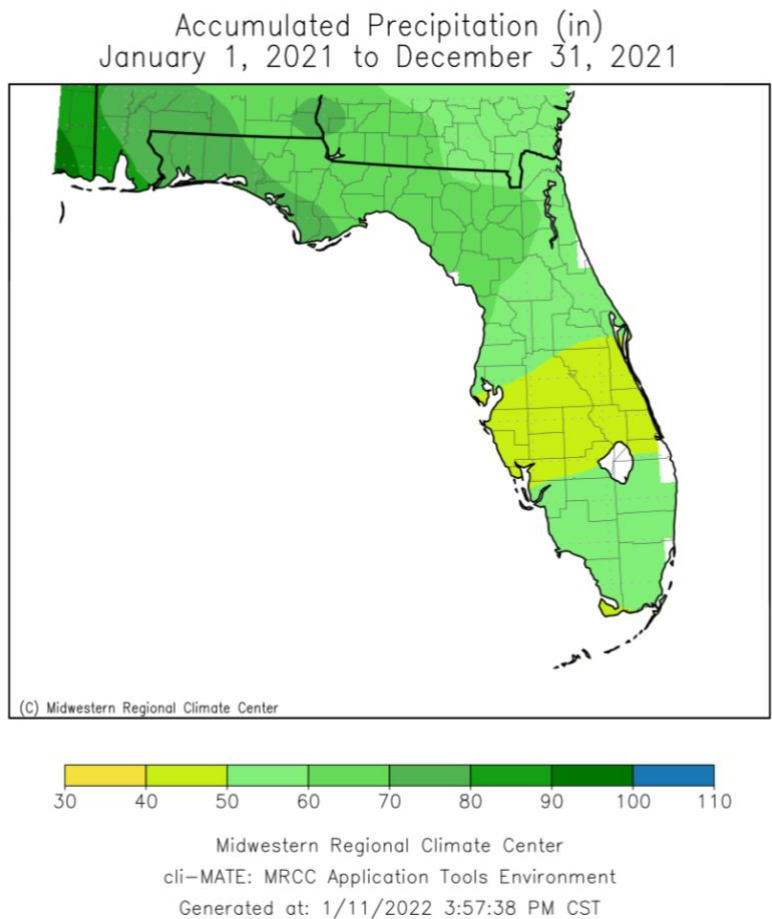 Accumulated Precipitation (in)
January 1, 2021 to December 31, 2021
(C) Midwestern Regional Climate Center
30 40 50 60 70 80 90 100 110
Midwestern Regional Climate Center
cli-MATE: MRCC Application Tools Environment
Generated at: 1/11/2022 3:57:38 PM CST